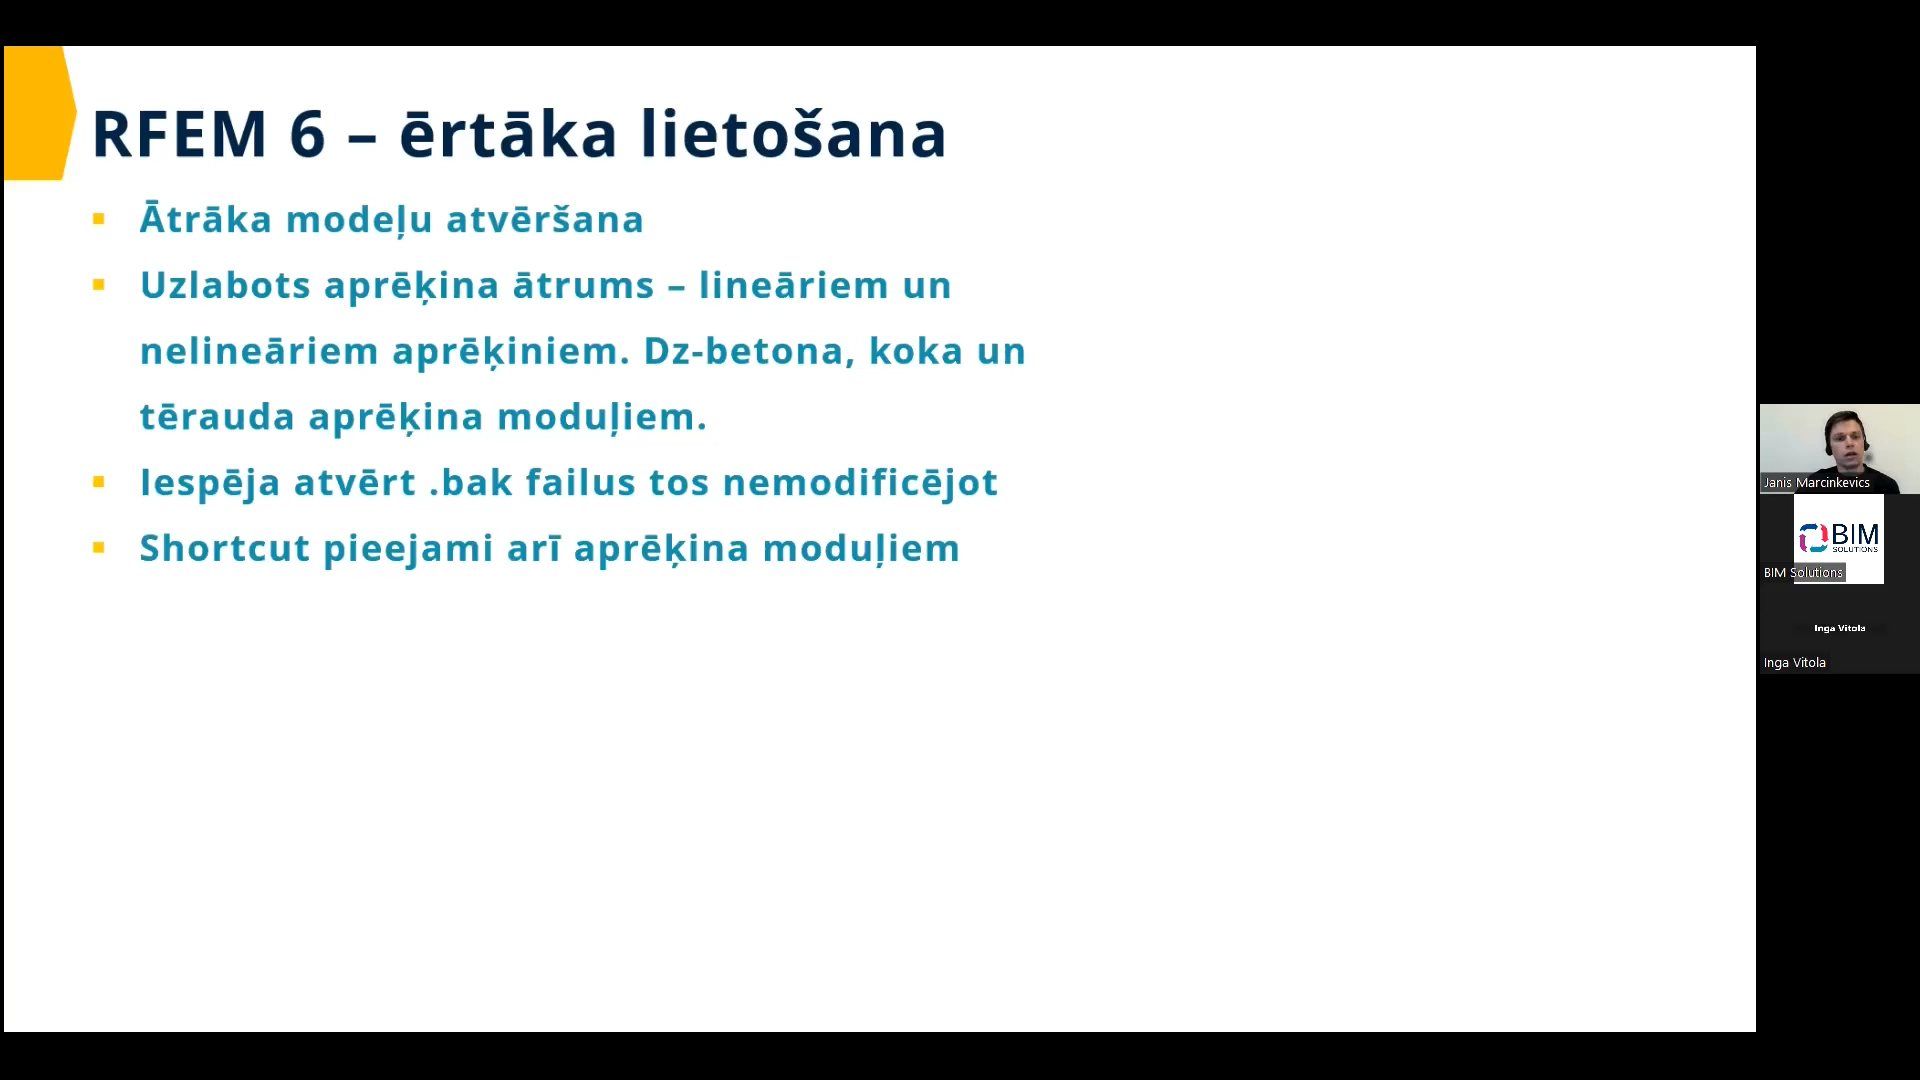 RFEM 6 – ērtāka lietošana
Ātrāka modeļu atvēršana
Uzlabots aprēķina ātrums – lineāriem un
nelineāriem aprēķiniem. Dz-betona, koka un
tērauda aprēķina moduļiem.
Iespēja atvērt .bak failus tos nemodificējot
Shortcut pieejami arī aprēķina moduļiem
Janis Marcinkevics
BIM
SOLUTIONS
BIM Solutions
Inga Vitola
Inga Vitola